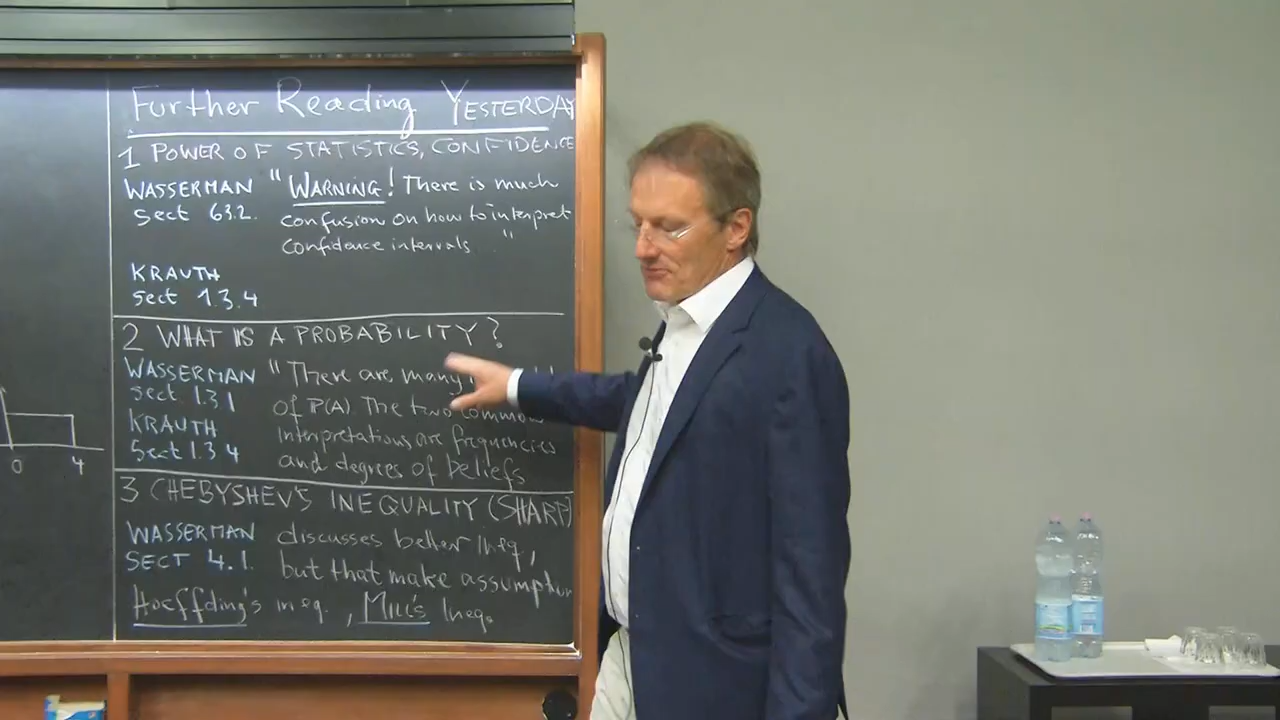 Further Reading YESTERDAY
1 POWER OF STATISTICS, CONFIDENCE
WASSERMAN "WARNING! There is much
sect 63.2. confusion on how to interpret
confidence intervals "
KRAUTH
sect 1.3.4
2 WHAT IS A PROBABILITY?
WASSERMAN "There are many
sect 1.3 1 of P(A). The two common
KRAUTH interpretations are frequencies
Sect 1.3 4 and degrees of beliefs
3 CHEBYSHEV'S INEQUALITY (SHARP)
WASSERMAN discusses better Ineq,
SECT 4.1. but that make assumption
Hoeffding's ineq., Mill's Ineq.
0 4